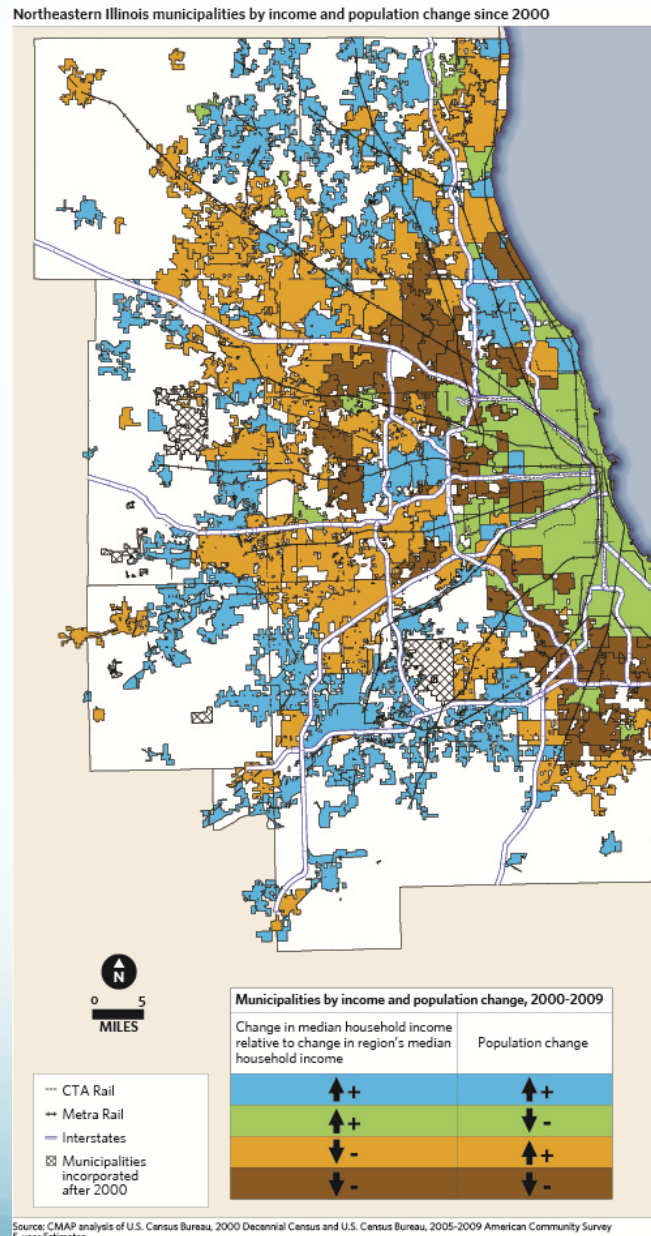 Northeastern Illinois municipalities by income and population change since 2000
N
0 5
MILES
CTA Rail
Metra Rail
Interstates
Municipalities
incorporated
after 2000
Municipalities by income and population change, 2000-2009
Change in median household income
relative to change in region's median
household income
Population change
+ +
+ -
- +
- -
Source: CMAP analysis of U.S. Census Bureau, 2000 Decennial Census and U.S. Census Bureau, 2005-2009 American Community Survey
5-year Estimates